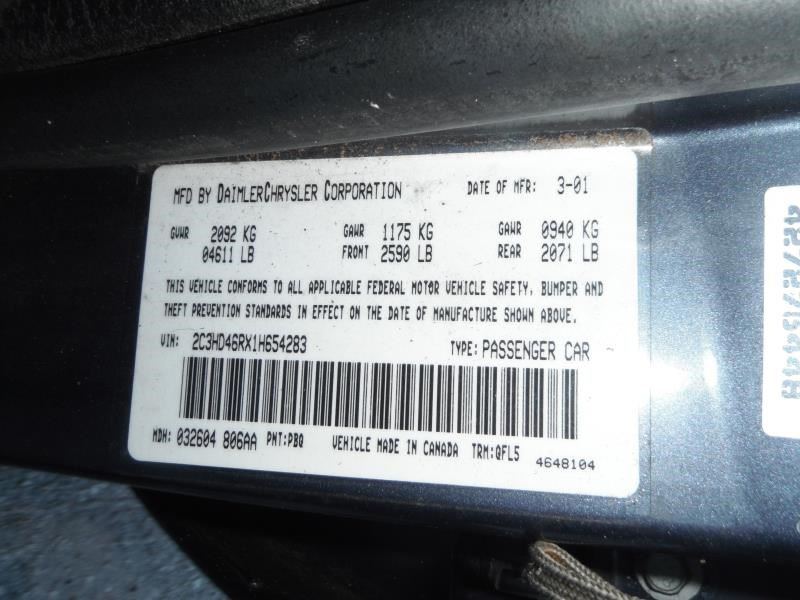 MFD BY DAIMLERCHRYSLER CORPORATION DATE OF MFR: 3-01
GVWR 2092 KG GAWR 1175 KG GAWR 0940 KG
04611 LB FRONT 2590 LB REAR 2071 LB
THIS VEHICLE CONFORMS TO ALL APPLICABLE FEDERAL MOTOR VEHICLE SAFETY, BUMPER AND
THEFT PREVENTION STANDARDS IN EFFECT ON THE DATE OF MANUFACTURE SHOWN ABOVE.
VIN: 2C3HD46RX1H654283 TYPE: PASSENGER CAR
MDH: 032604 806AA PNT:PBQ VEHICLE MADE IN CANADA TRM:QFL5
4648104